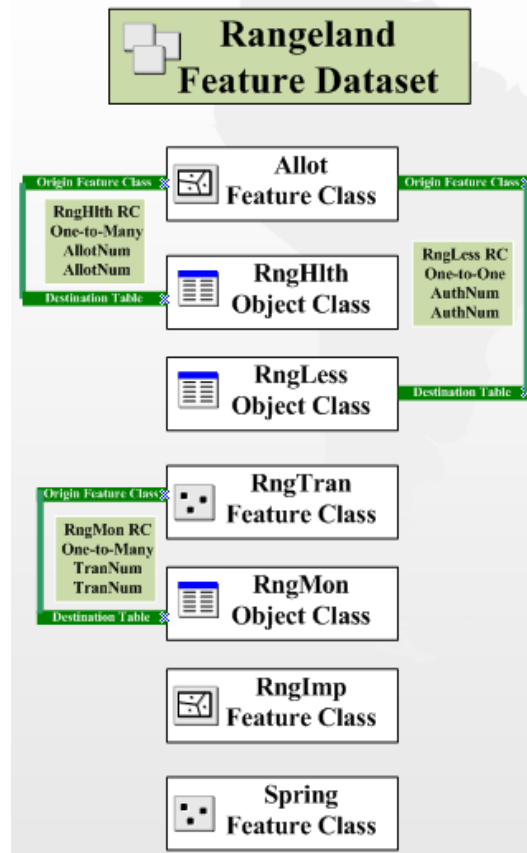 Rangeland
Feature Dataset
Allot
Feature Class
Origin Feature Class
Origin Feature Class
RngHlth RC
One-to-Many
AllotNum
AllotNum
Destination Table
RngHlth
Object Class
RngLess RC
One-to-One
AuthNum
AuthNum
RngLess
Object Class
Destination Table
RngTran
Feature Class
Origin Feature Class
RngMon RC
One-to-Many
TranNum
TranNum
Destination Table
RngMon
Object Class
RngImp
Feature Class
Spring
Feature Class